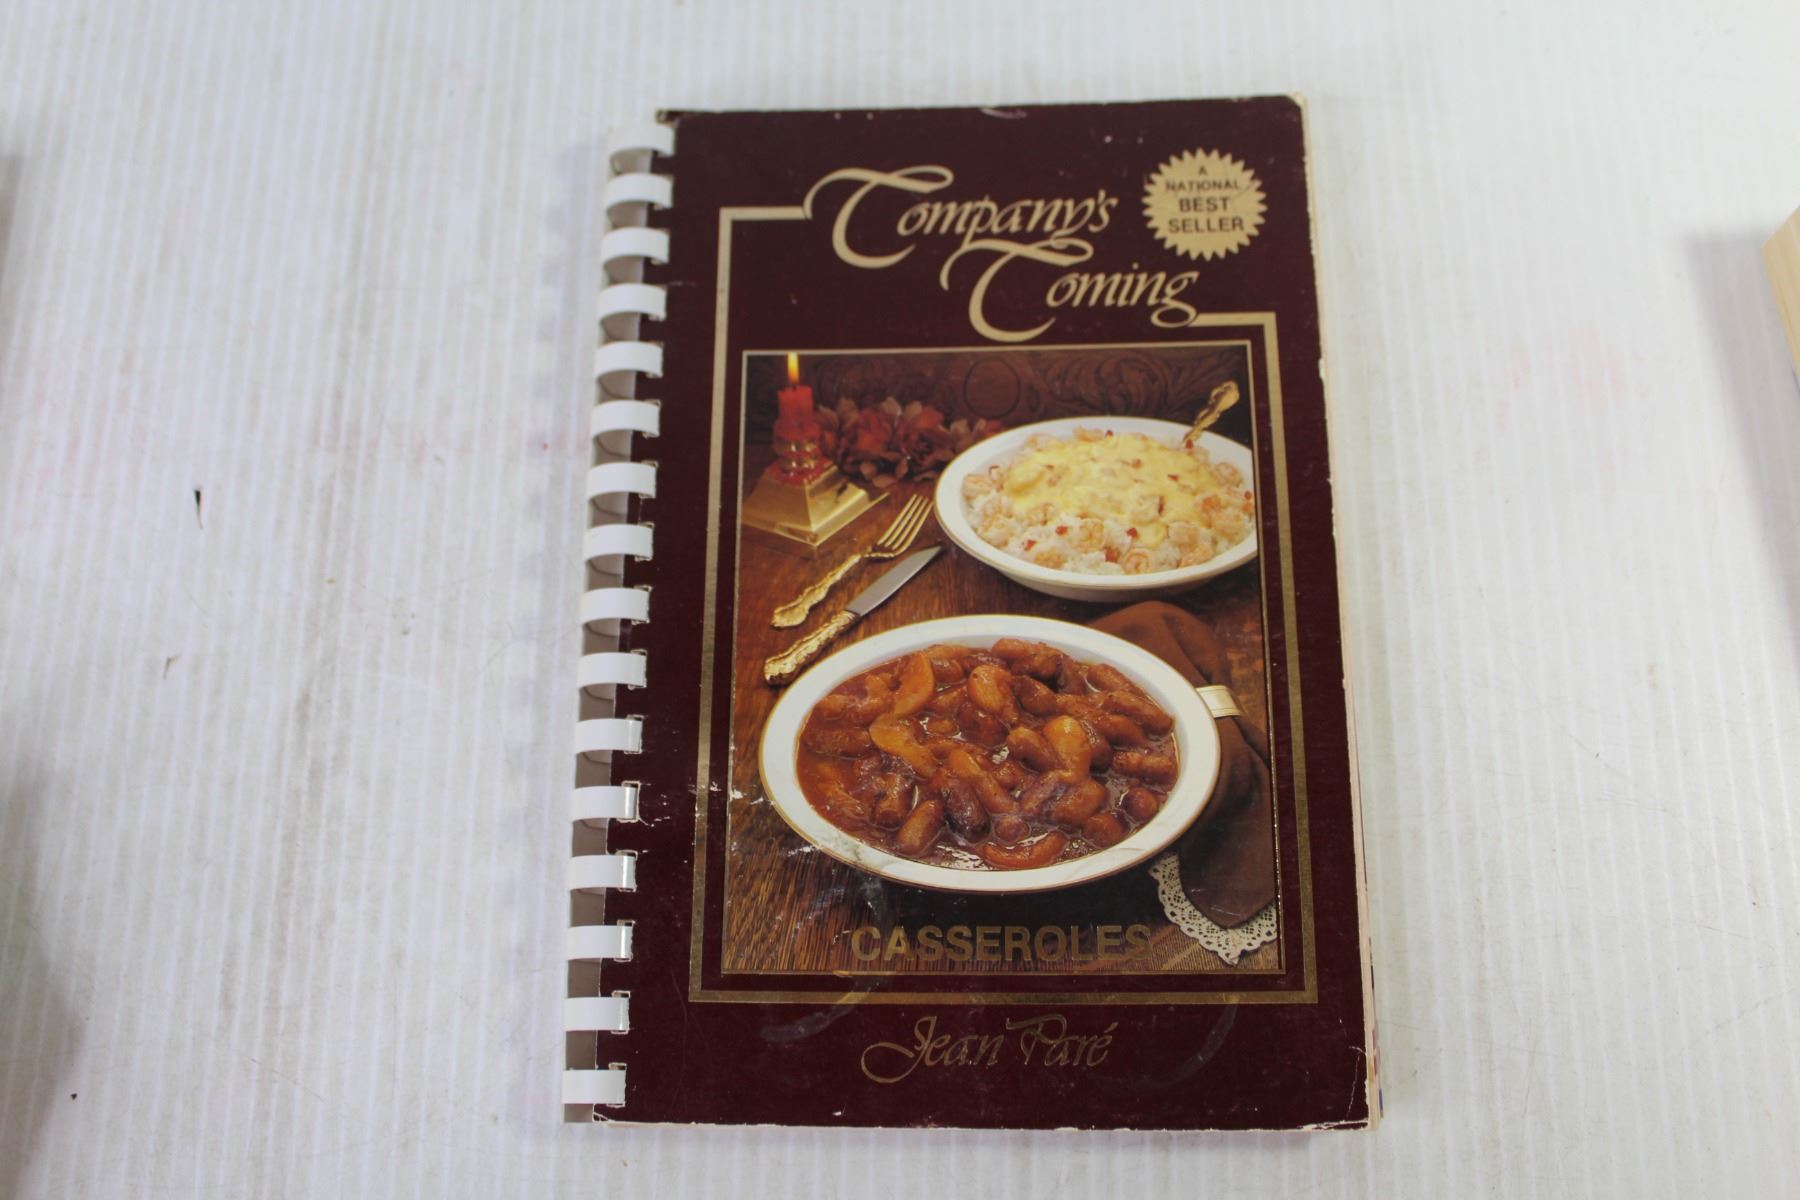 Company's
Coming
A
NATIONAL
BEST
SELLER
CASSEROLES
Jean Paré